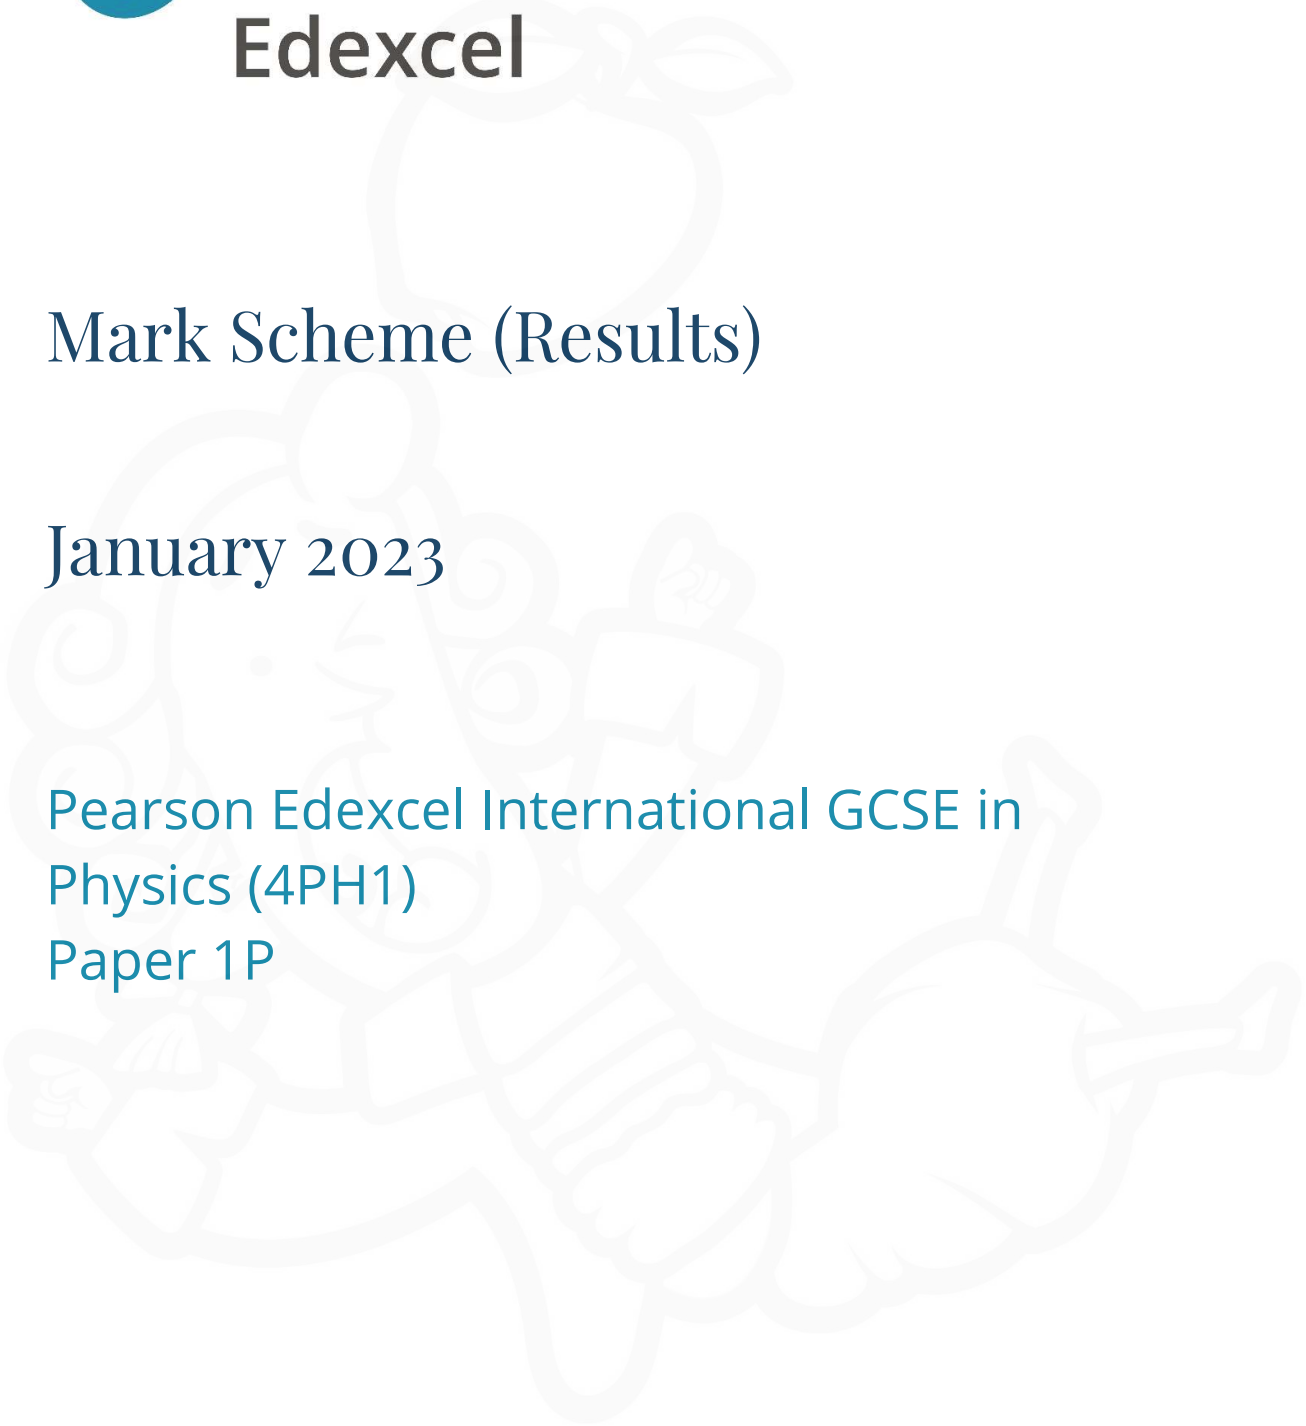 Edexcel
Mark Scheme (Results)
January 2023
Pearson Edexcel International GCSE in
Physics (4PH1)
Paper 1P